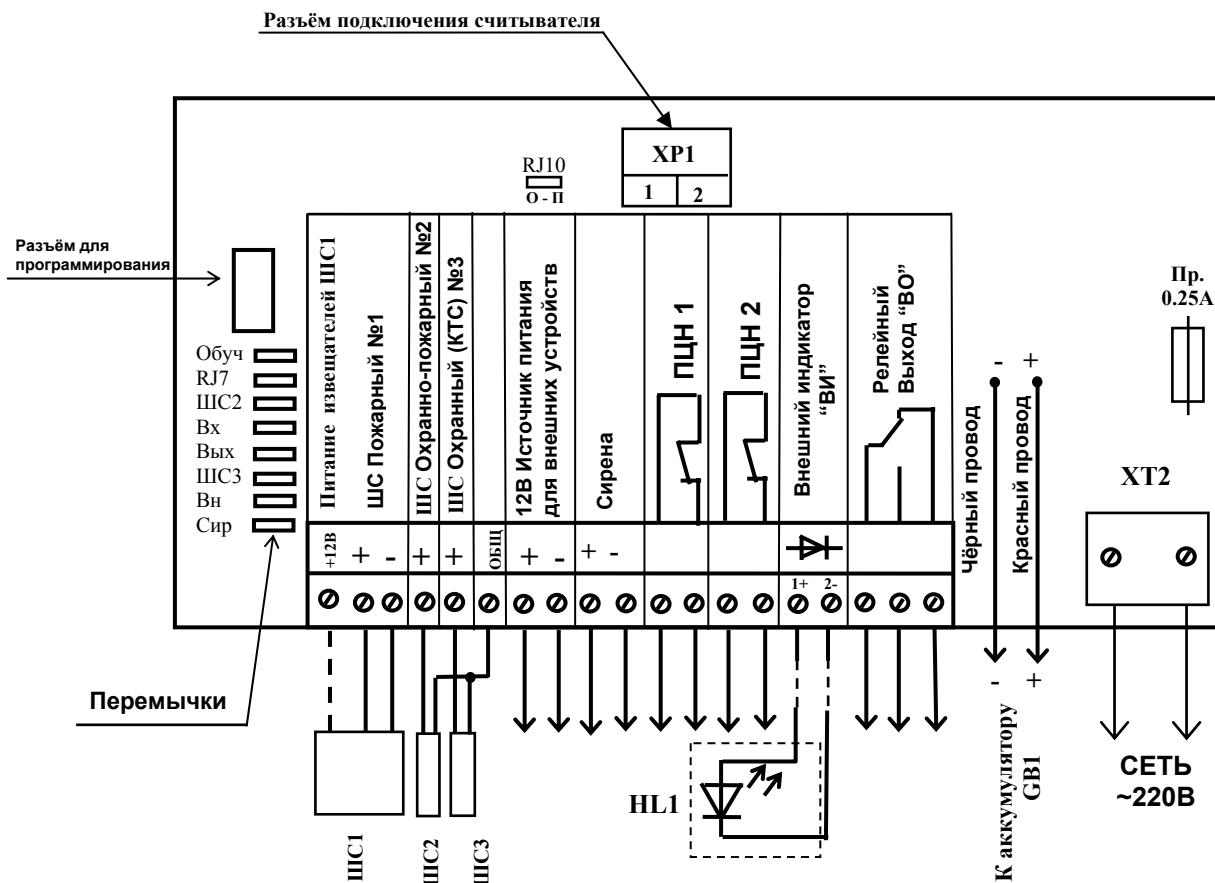 Разъём подключения считывателя
XP1
1 2
RJ10
О - П
Разъём для
программирования
Обуч
RJ7
ШС2
Вх
Вых
ШС3
Вн
Сир
Перемычки
Питание извещателей ШС1
ШС Пожарный №1
ШС Охранно-пожарный №2
ШС Охранный (КТС) №3
12В Источник питания
для внешних устройств
Сирена
ПЦН 1
ПЦН 2
Внешний индикатор
“ВИ”
Релейный
Выход “ВО”
Чёрный провод
Красный провод
- +
Пр.
0.25А
XT2
+12В + - + + ОБЩ + - + -
1+ 2-
- +
К аккумулятору
GB1
СЕТЬ
~220В
HL1
ШС1
ШС2
ШС3